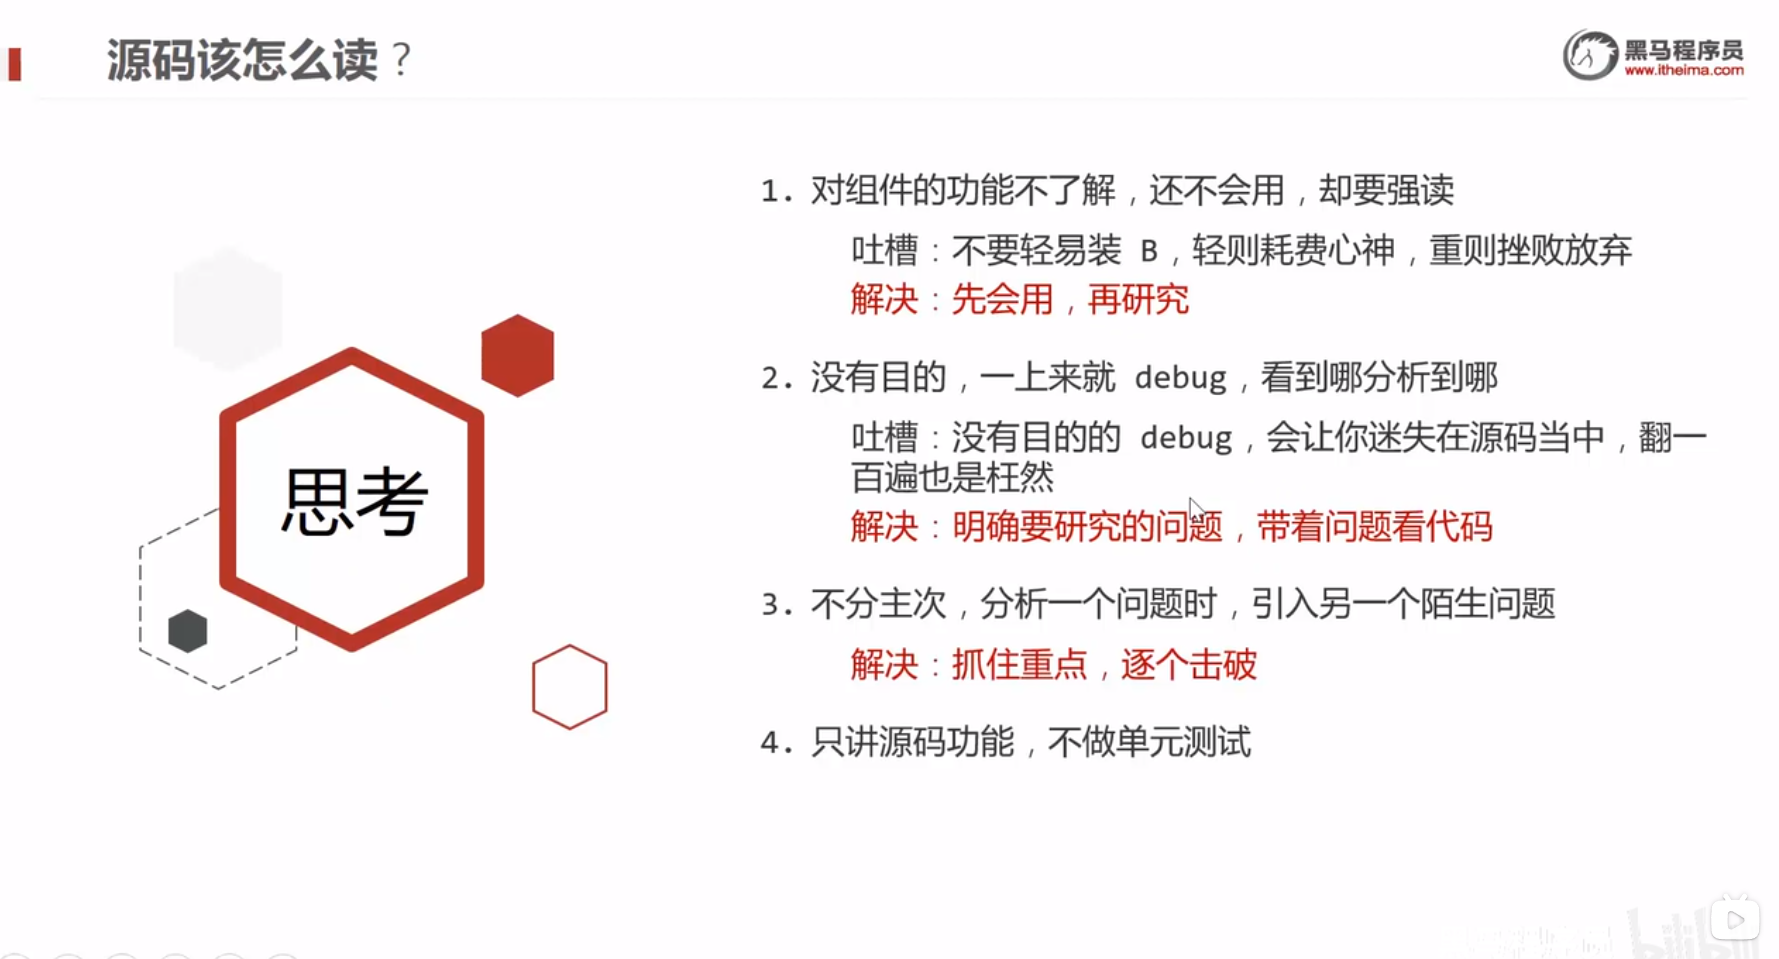 源码该怎么读？
黑马程序员
www.itheima.com
思考
1. 对组件的功能不了解，还不会用，却要强读
吐槽：不要轻易装 B，轻则耗费心神，重则挫败放弃
解决：先会用，再研究
2. 没有目的，一上来就 debug，看到哪分析到哪
吐槽：没有目的的 debug，会让你迷失在源码当中，翻一
百遍也是枉然
解决：明确要研究的问题，带着问题看代码
3. 不分主次，分析一个问题时，引入另一个陌生问题
解决：抓住重点，逐个击破
4. 只讲源码功能，不做单元测试
bilibili